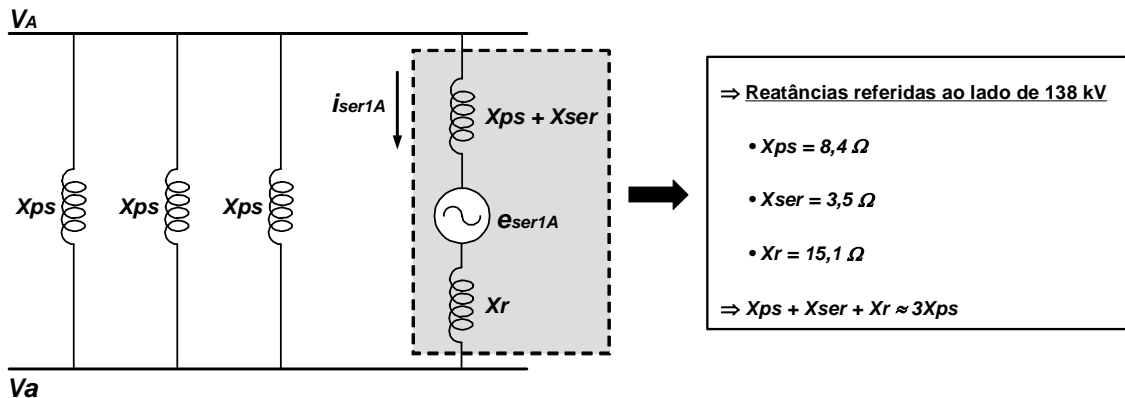 VA
iser1A
Xps + Xser
Xps
Xps
Xps
eser1A
Xr
Va
⇒ Reatâncias referidas ao lado de 138 kV
• Xps = 8,4 Ω
• Xser = 3,5 Ω
• Xr = 15,1 Ω
⇒ Xps + Xser + Xr ≈ 3Xps